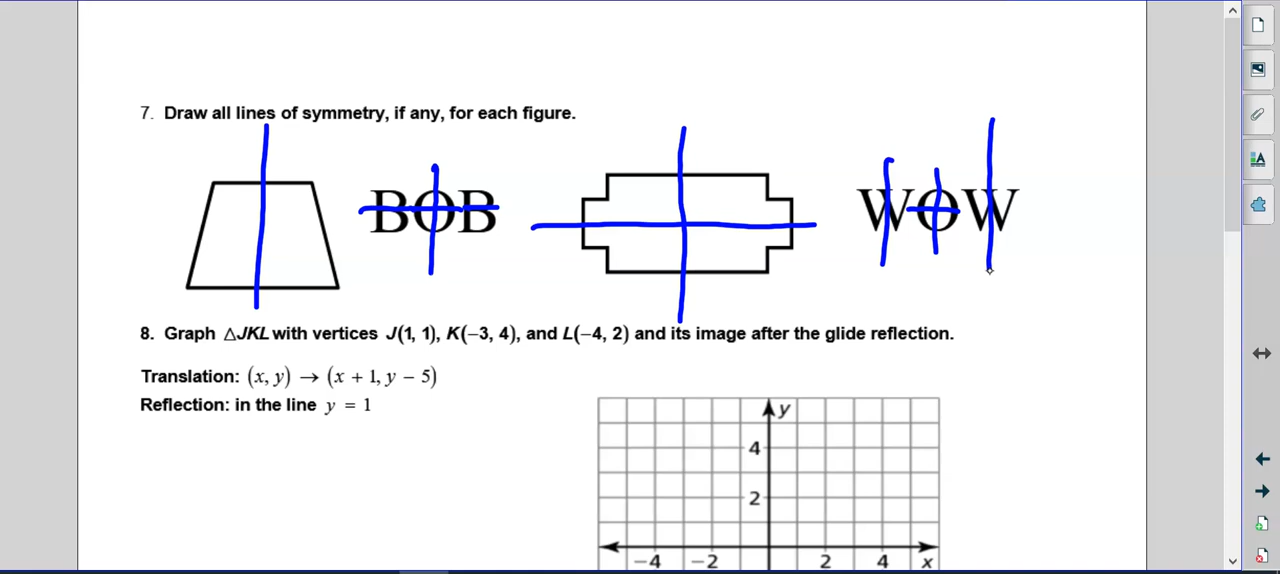 7. Draw all lines of symmetry, if any, for each figure.
BOB WOW
8. Graph △JKL with vertices J(1, 1), K(−3, 4), and L(−4, 2) and its image after the glide reflection.
Translation: (x, y) → (x + 1, y − 5)
Reflection: in the line y = 1
y
4
2
−4 −2 2 4 x